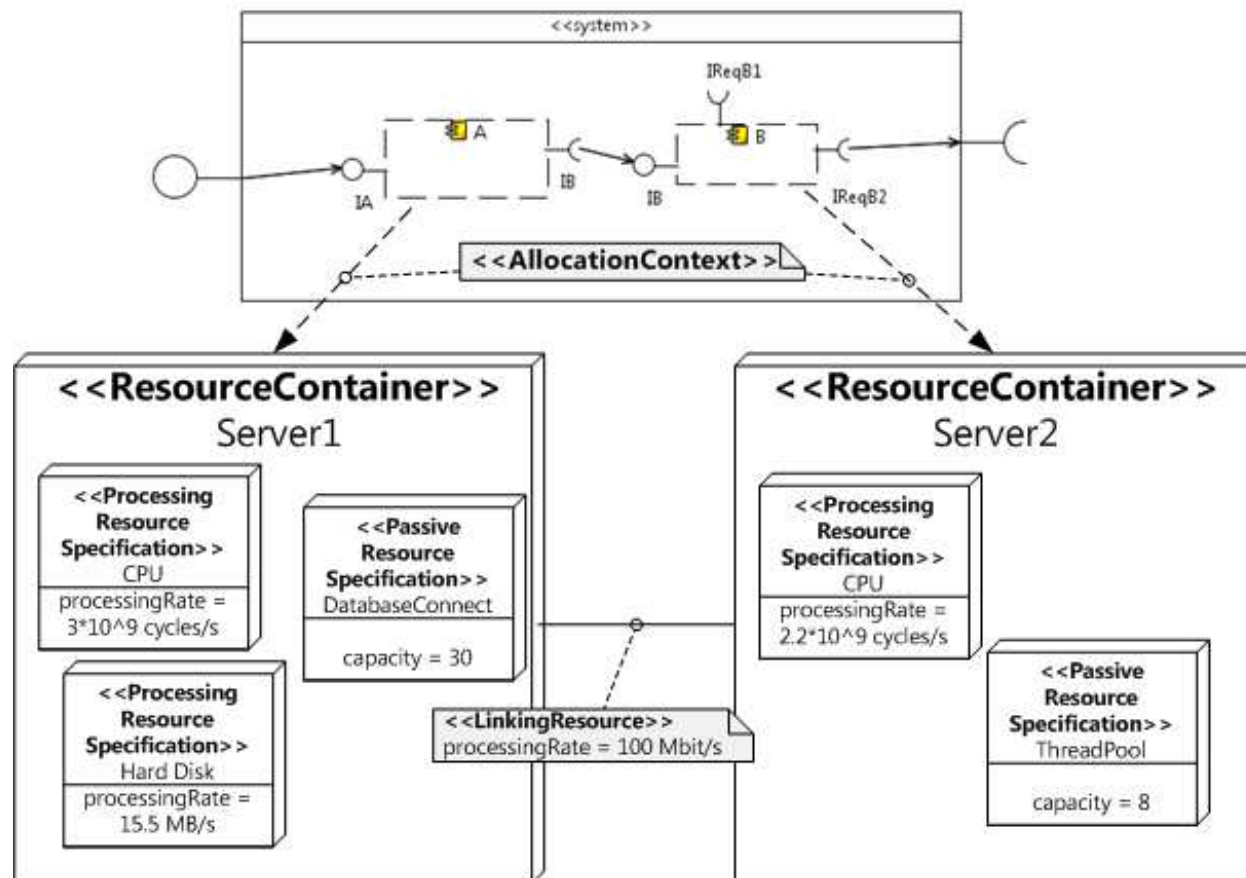 <<system>>
IReqB1
A
B
IA
IB
IB
IReqB2
<<AllocationContext>>
<<ResourceContainer>>
Server1
<<Processing
Resource
Specification>>
CPU
processingRate =
3*10^9 cycles/s
<<Passive
Resource
Specification>>
DatabaseConnect
capacity = 30
<<Processing
Resource
Specification>>
Hard Disk
processingRate =
15.5 MB/s
<<LinkingResource>>
processingRate = 100 Mbit/s
<<ResourceContainer>>
Server2
<<Processing
Resource
Specification>>
CPU
processingRate =
2.2*10^9 cycles/s
<<Passive
Resource
Specification>>
ThreadPool
capacity = 8